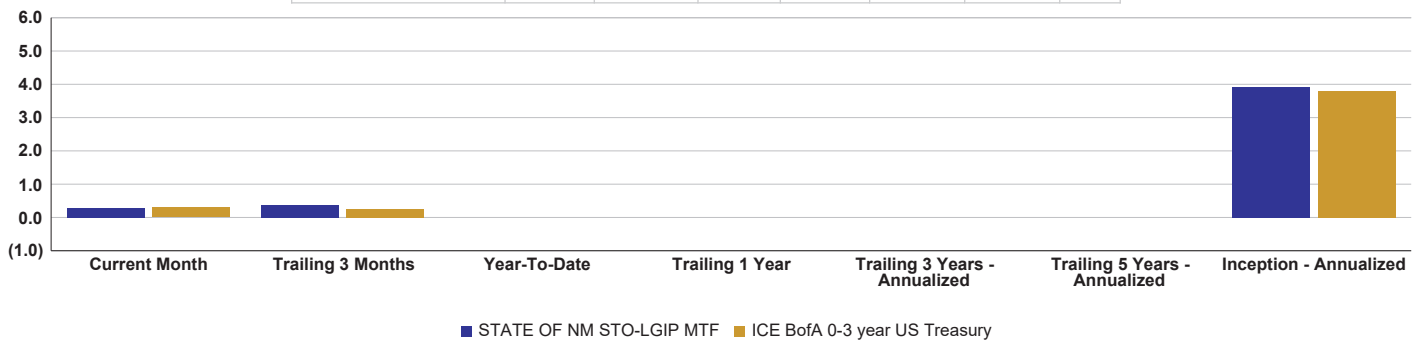 6.0
5.0
4.0
3.0
2.0
1.0
0.0
(1.0)
Current Month Trailing 3 Months Year-To-Date Trailing 1 Year Trailing 3 Years - Trailing 5 Years - Inception - Annualized
Annualized Annualized
STATE OF NM STO-LGIP MTF ICE BofA 0-3 year US Treasury